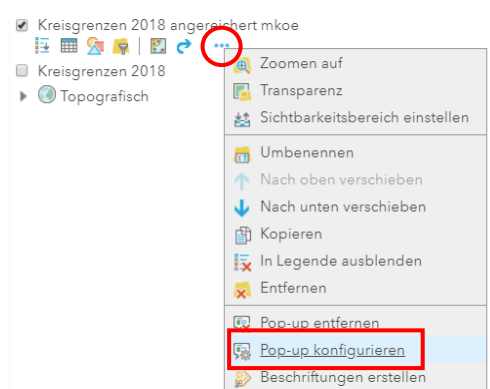 Kreisgrenzen 2018 angereichert mkoe
Kreisgrenzen 2018
Topografisch
Zoomen auf
Transparenz
Sichtbarkeitsbereich einstellen
Umbenennen
Nach oben verschieben
Nach unten verschieben
Kopieren
In Legende ausblenden
Entfernen
Pop-up entfernen
Pop-up konfigurieren
Beschriftungen erstellen